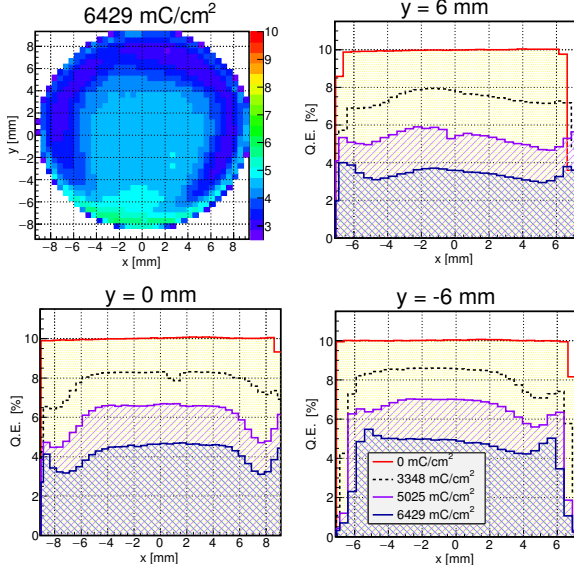 6429 mC/cm²
y [mm]
8
6
4
2
0
−2
−4
−6
−8
−8 −6 −4 −2 0 2 4 6 8
x [mm]
10
9
8
7
6
5
4
3
y = 6 mm
Q.E. [%]
10
8
6
4
2
0
−6 −4 −2 0 2 4 6
x [mm]
y = 0 mm
Q.E. [%]
10
8
6
4
2
0
−8 −6 −4 −2 0 2 4 6 8
x [mm]
y = -6 mm
Q.E. [%]
10
8
6
4
2
0
0 mC/cm²
3348 mC/cm²
5025 mC/cm²
6429 mC/cm²
−6 −4 −2 0 2 4 6
x [mm]